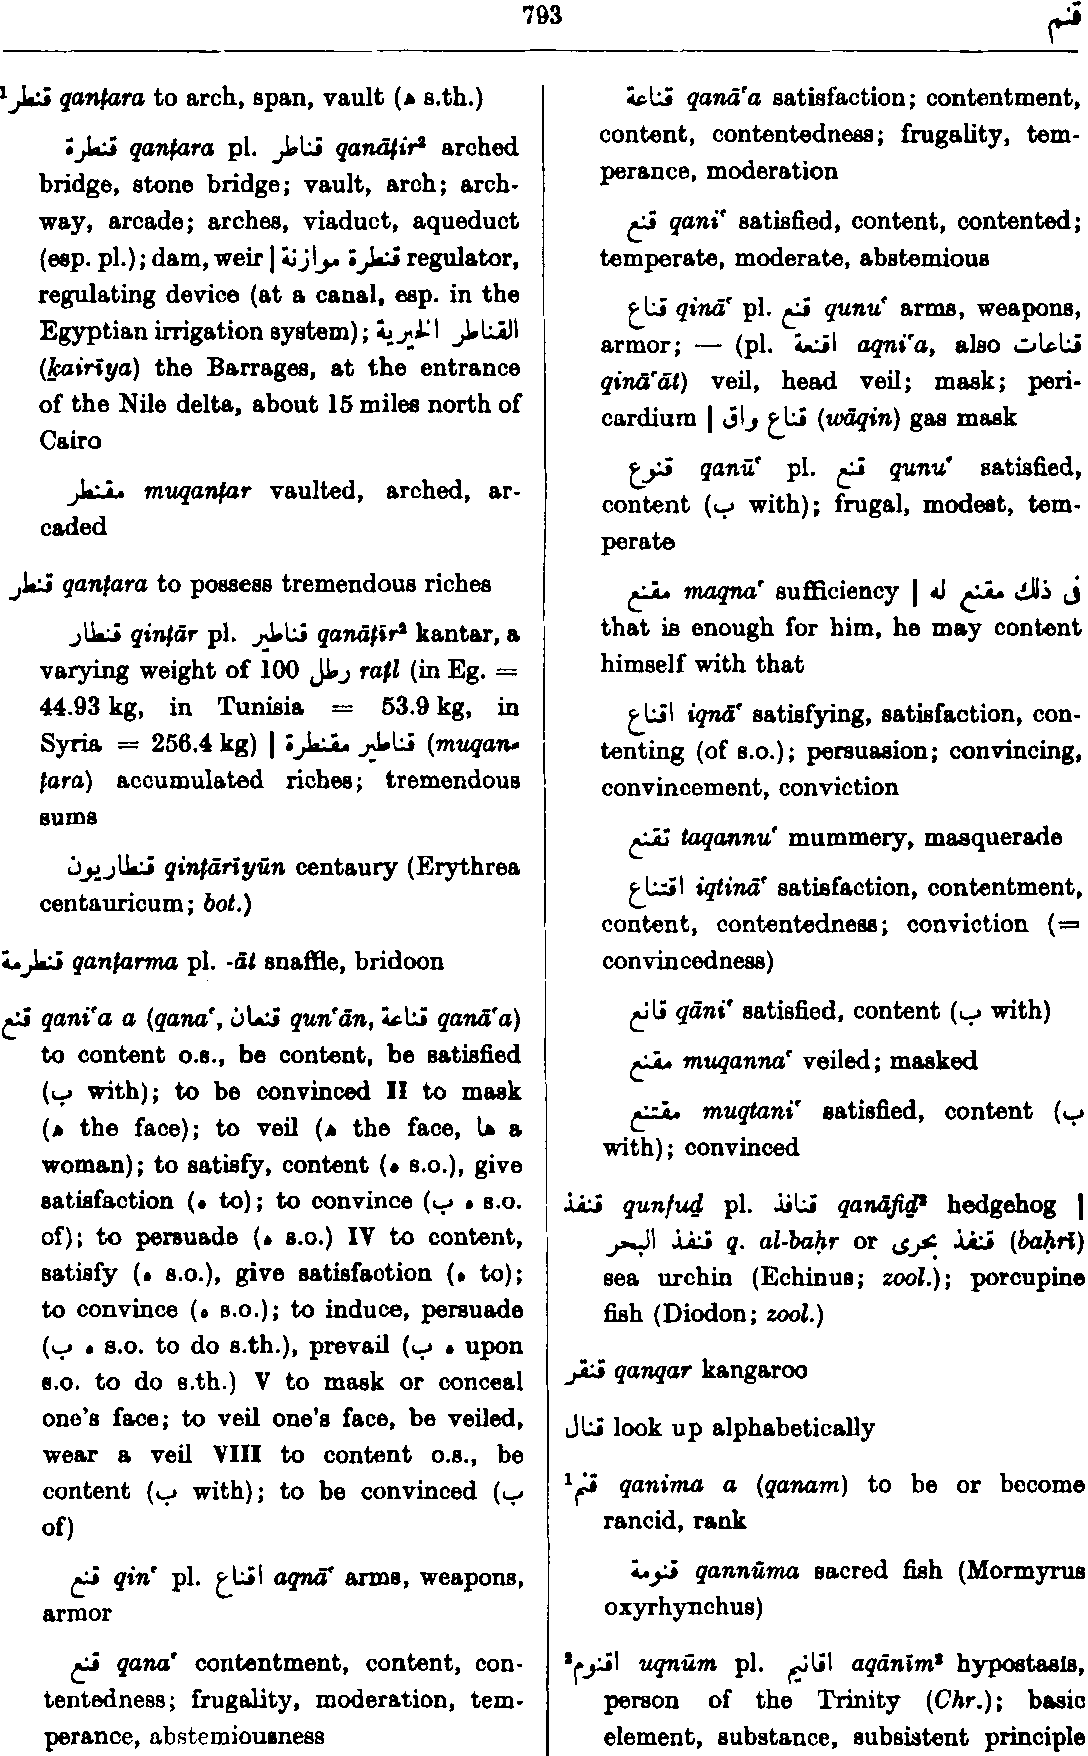 793
قنم
¹قنطر qanṭara to arch, span, vault (ه s.th.)
قنطرة qanṭara pl. قناطر qanāṭir² arched
bridge, stone bridge; vault, arch; arch-
way, arcade; arches, viaduct, aqueduct
(esp. pl.); dam, weir | قنطرة موازنة regulator,
regulating device (at a canal, esp. in the
Egyptian irrigation system); القناطر الخيرية
(ḵairīya) the Barrages, at the entrance
of the Nile delta, about 15 miles north of
Cairo
مقنطر muqanṭar vaulted, arched, ar-
caded
قنطر qanṭara to possess tremendous riches
قنطار qinṭār pl. قناطير qanāṭīr² kantar, a
varying weight of 100 رطل raṭl (in Eg. =
44.93 kg, in Tunisia = 53.9 kg, in
Syria = 256.4 kg) | قناطير مقنطرة (muqan-
ṭara) accumulated riches; tremendous
sums
قنطاريون qinṭārīyūn centaury (Erythrea
centauricum; bot.)
قنطرمة qanṭarma pl. -āt snaffle, bridoon
قنع qaniʿa a (qanaʿ, قنعان qunʿān, قناعة qanāʿa)
to content o.s., be content, be satisfied
(ب with); to be convinced II to mask
(ه the face); to veil (ه the face, ها a
woman); to satisfy, content (ه s.o.), give
satisfaction (ه to); to convince (ه ب s.o.
of); to persuade (ه s.o.) IV to content,
satisfy (ه s.o.), give satisfaction (ه to);
to convince (ه s.o.); to induce, persuade
(ه ب s.o. to do s.th.), prevail (ه ب upon
s.o. to do s.th.) V to mask or conceal
one's face; to veil one's face, be veiled,
wear a veil VIII to content o.s., be
content (ب with); to be convinced (ب
of)
قنع qinʿ pl. اقناع aqnāʿ arms, weapons,
armor
قنع qanaʿ contentment, content, con-
tentedness; frugality, moderation, tem-
perance, abstemiousness
قناعة qanāʿa satisfaction; contentment,
content, contentedness; frugality, tem-
perance, moderation
قنع qaniʿ satisfied, content, contented;
temperate, moderate, abstemious
قناع qināʿ pl. قنع qunuʿ arms, weapons,
armor; — (pl. اقنعة aqniʿa, also قناعات
qināʿāt) veil, head veil; mask; peri-
cardium | قناع واق (wāqin) gas mask
قنوع qanūʿ pl. قنع qunuʿ satisfied,
content (ب with); frugal, modest, tem-
perate
مقنع maqnaʿ sufficiency | فى ذلك مقنع له
that is enough for him, he may content
himself with that
اقناع iqnāʿ satisfying, satisfaction, con-
tenting (of s.o.); persuasion; convincing,
convincement, conviction
تقنع taqannuʿ mummery, masquerade
اقتناع iqtināʿ satisfaction, contentment,
content, contentedness; conviction (=
convincedness)
قانع qāniʿ satisfied, content (ب with)
مقنع muqannaʿ veiled; masked
مقتنع muqtaniʿ satisfied, content (ب
with); convinced
قنفذ qunfuḏ pl. قنافذ qanāfiḏ² hedgehog |
قنفذ البحر q. al-baḥr or قنفذ بحرى (baḥrī)
sea urchin (Echinus; zool.); porcupine
fish (Diodon; zool.)
قنقر qanqar kangaroo
قنال look up alphabetically
¹قنم qanima a (qanam) to be or become
rancid, rank
قنومة qannūma sacred fish (Mormyrus
oxyrhynchus)
²اقنوم uqnūm pl. اقانيم aqānīm² hypostasis,
person of the Trinity (Chr.); basic
element, substance, subsistent principle